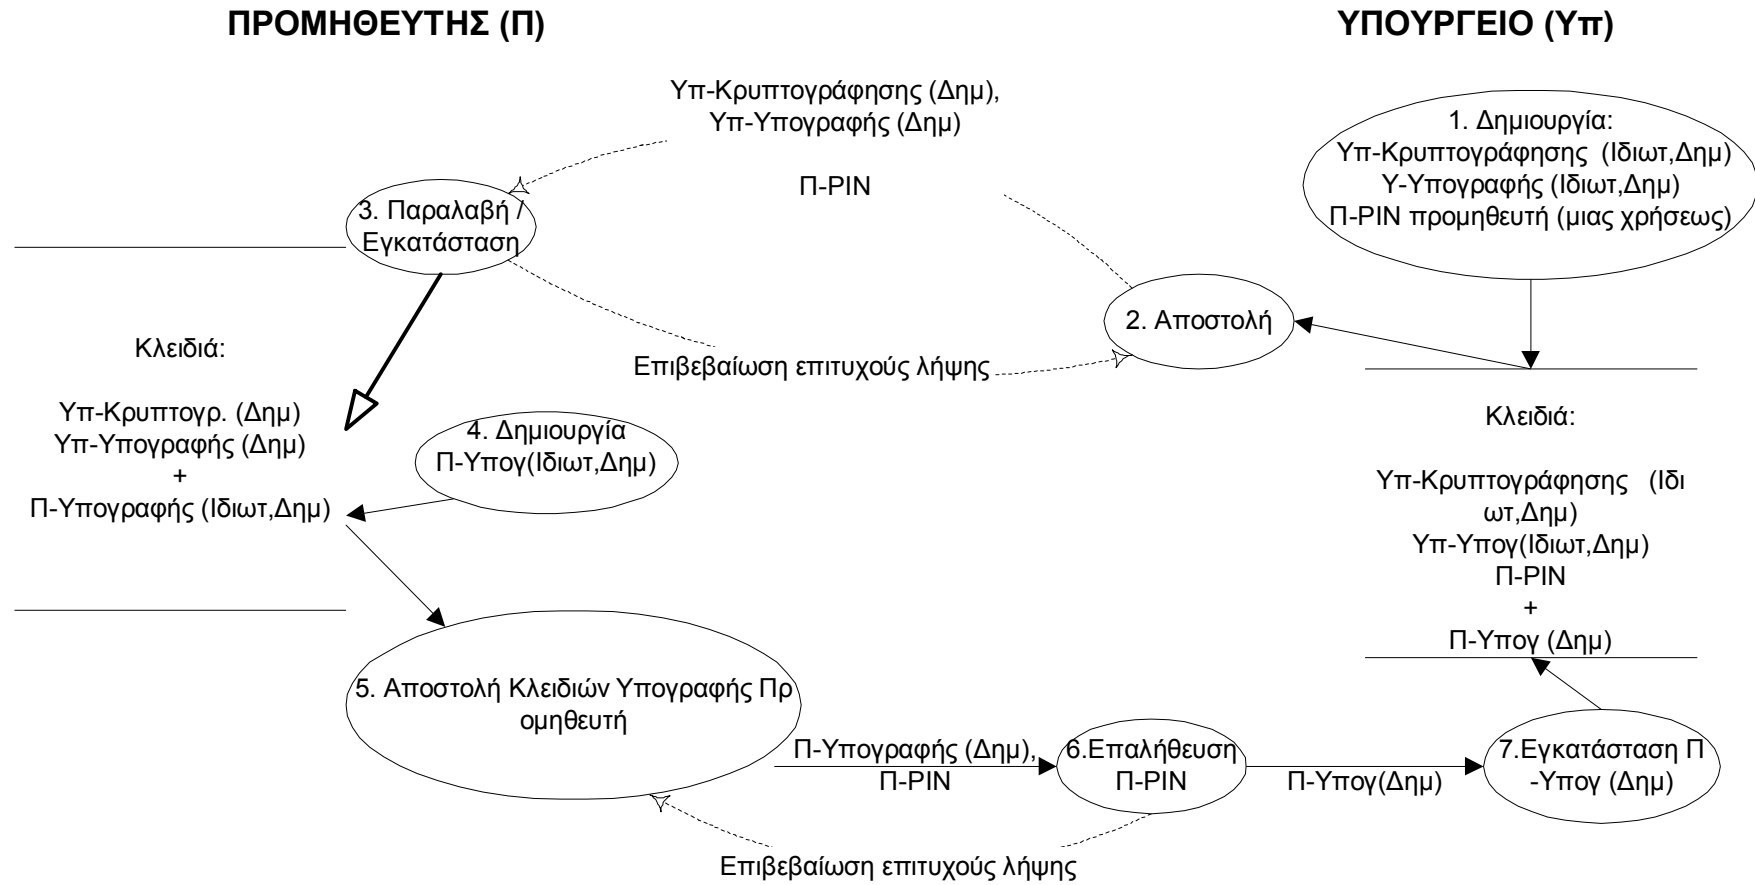 ΠΡΟΜΗΘΕΥΤΗΣ (Π)
ΥΠΟΥΡΓΕΙΟ (Υπ)
Υπ-Κρυπτογράφησης (Δημ),
Υπ-Υπογραφής (Δημ)
Π-PIN
1. Δημιουργία:
Υπ-Κρυπτογράφησης (Ιδιωτ,Δημ)
Υ-Υπογραφής (Ιδιωτ,Δημ)
Π-PIN προμηθευτή (μιας χρήσεως)
3. Παραλαβή /
Εγκατάσταση
2. Αποστολή
Επιβεβαίωση επιτυχούς λήψης
Κλειδιά:
Υπ-Κρυπτογρ. (Δημ)
Υπ-Υπογραφής (Δημ)
+
Π-Υπογραφής (Ιδιωτ,Δημ)
4. Δημιουργία
Π-Υπογ(Ιδιωτ,Δημ)
Κλειδιά:
Υπ-Κρυπτογράφησης (Ιδι
ωτ,Δημ)
Υπ-Υπογ(Ιδιωτ,Δημ)
Π-PIN
+
Π-Υπογ (Δημ)
5. Αποστολή Κλειδιών Υπογραφής Πρ
ομηθευτή
Π-Υπογραφής (Δημ),
Π-PIN
6.Επαλήθευση
Π-PIN
Π-Υπογ(Δημ)
7.Εγκατάσταση Π
-Υπογ (Δημ)
Επιβεβαίωση επιτυχούς λήψης